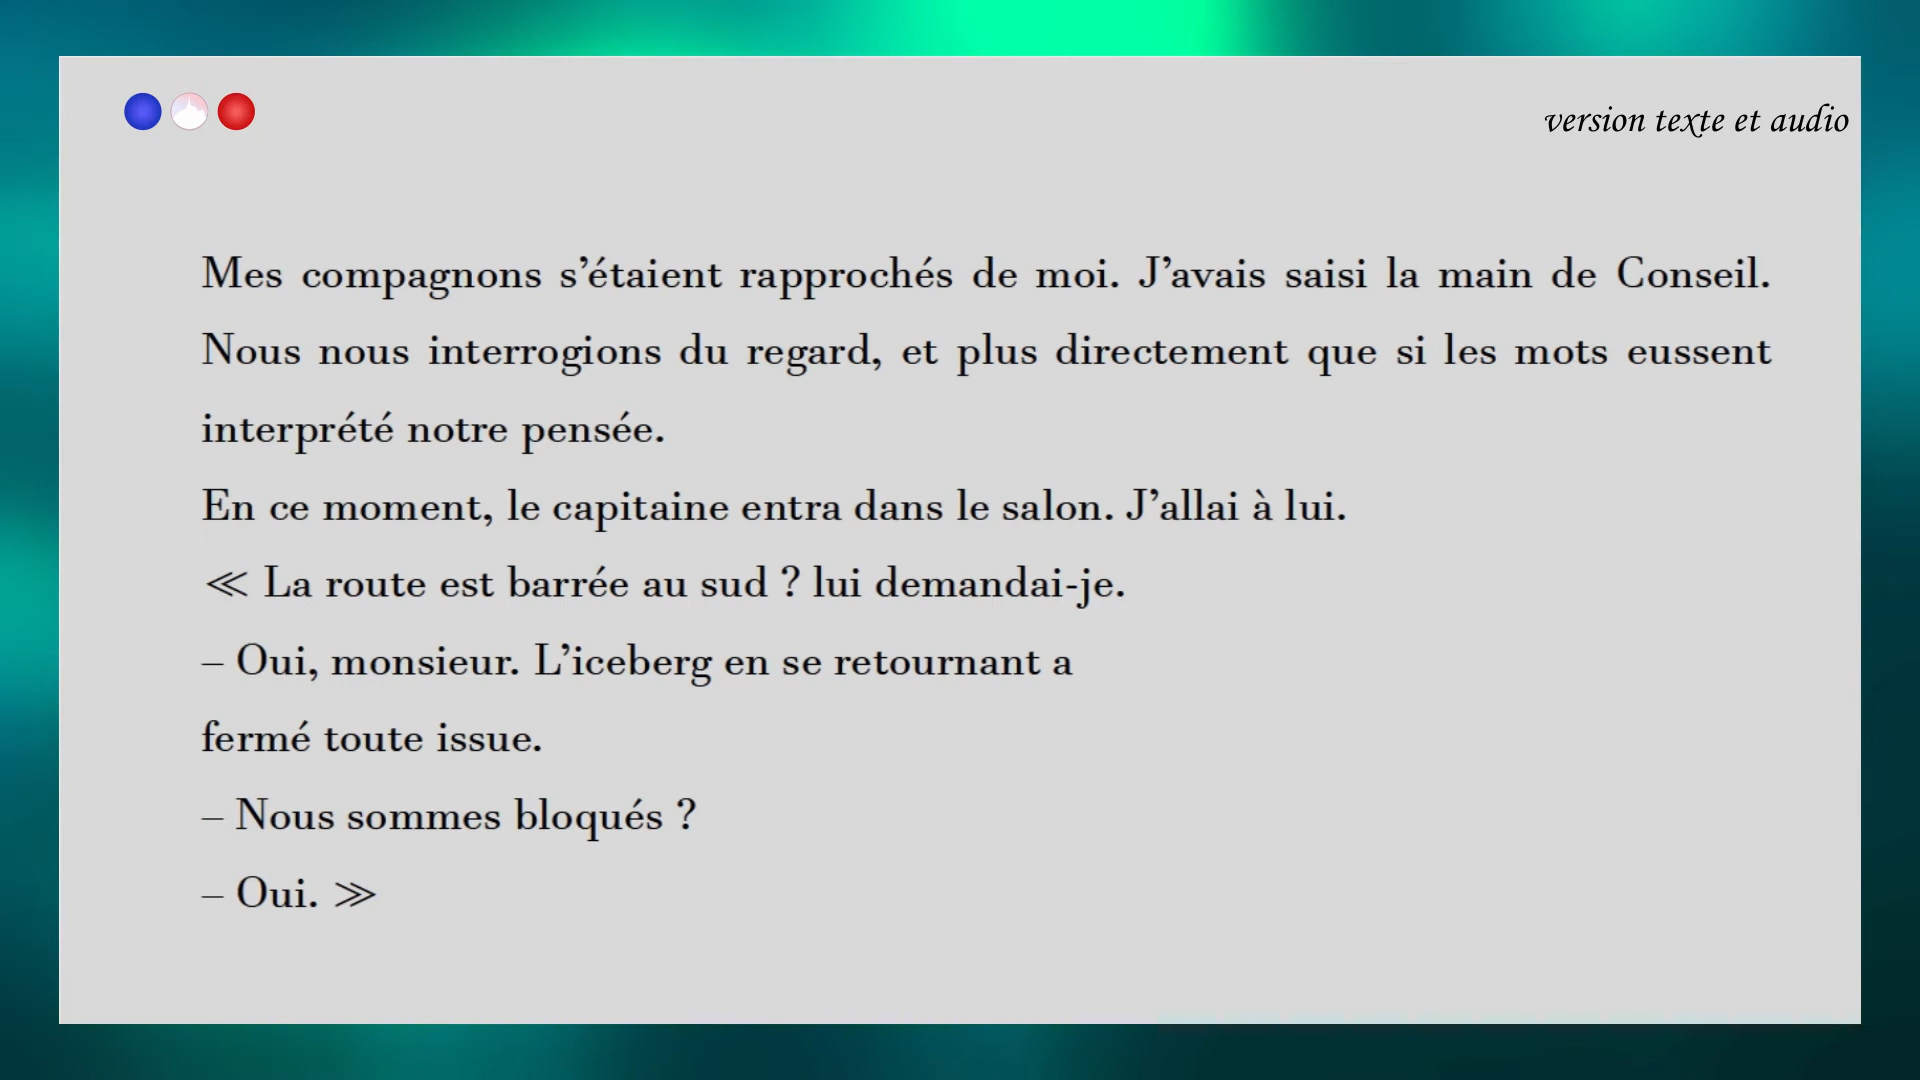 version texte et audio
Mes compagnons s’étaient rapprochés de moi. J’avais saisi la main de Conseil.
Nous nous interrogions du regard, et plus directement que si les mots eussent
interprété notre pensée.
En ce moment, le capitaine entra dans le salon. J’allai à lui.
≪ La route est barrée au sud ? lui demandai-je.
– Oui, monsieur. L’iceberg en se retournant a
fermé toute issue.
– Nous sommes bloqués ?
– Oui. ≫